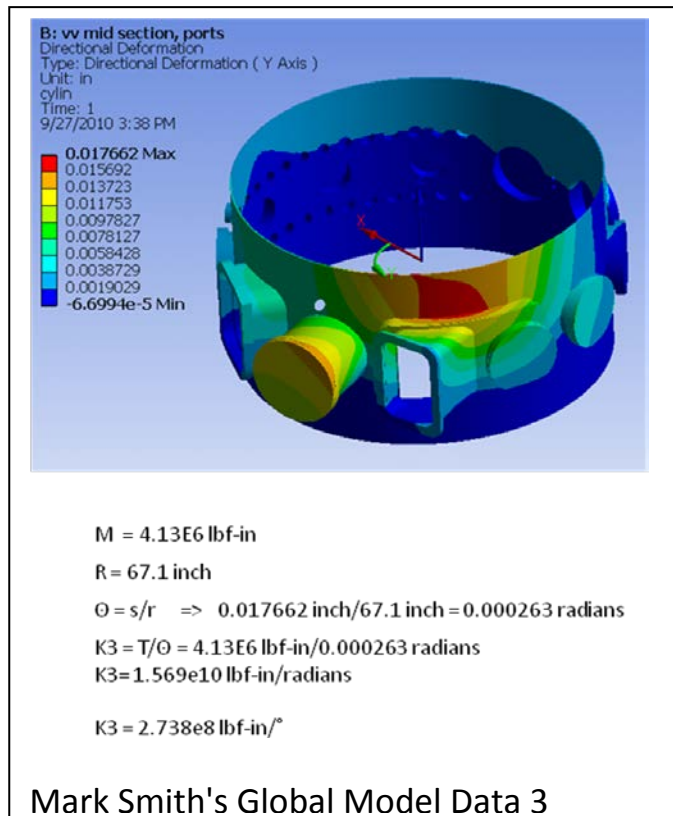 B: vv mid section, ports
Directional Deformation
Type: Directional Deformation ( Y Axis )
Unit: in
cylin
Time: 1
9/27/2010 3:38 PM
0.017662 Max
0.015692
0.013723
0.011753
0.0097827
0.0078127
0.0058428
0.0038729
0.0019029
-6.6994e-5 Min
X
Y
M = 4.13E6 lbf-in
R = 67.1 inch
Θ = s/r => 0.017662 inch/67.1 inch = 0.000263 radians
K3 = T/Θ = 4.13E6 lbf-in/0.000263 radians
K3= 1.569e10 lbf-in/radians
K3 = 2.738e8 lbf-in/°
Mark Smith's Global Model Data 3